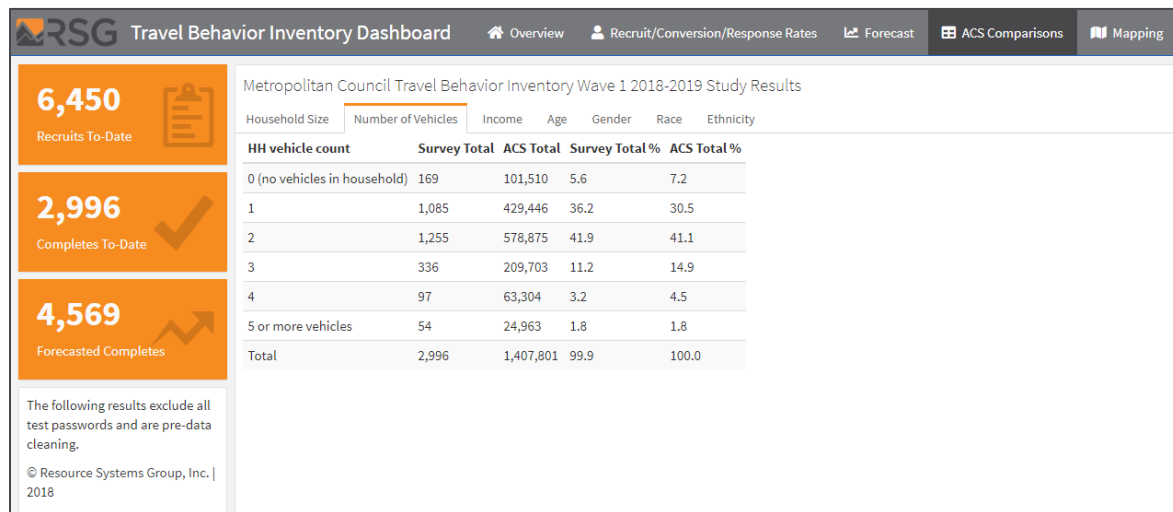 RSG Travel Behavior Inventory Dashboard Overview Recruit/Conversion/Response Rates Forecast ACS Comparisons Mapping
6,450
Recruits To-Date
2,996
Completes To-Date
4,569
Forecasted Completes
The following results exclude all
test passwords and are pre-data
cleaning.
© Resource Systems Group, Inc. |
2018
Metropolitan Council Travel Behavior Inventory Wave 1 2018-2019 Study Results
Household Size Number of Vehicles Income Age Gender Race Ethnicity
HH vehicle count Survey Total ACS Total Survey Total % ACS Total %
0 (no vehicles in household) 169 101,510 5.6 7.2
1 1,085 429,446 36.2 30.5
2 1,255 578,875 41.9 41.1
3 336 209,703 11.2 14.9
4 97 63,304 3.2 4.5
5 or more vehicles 54 24,963 1.8 1.8
Total 2,996 1,407,801 99.9 100.0